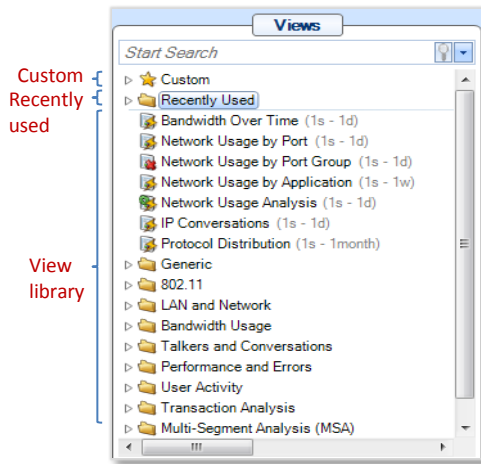 Views
Start Search
Custom
Custom
Recently
used
Recently Used
Bandwidth Over Time (1s - 1d)
Network Usage by Port (1s - 1d)
Network Usage by Port Group (1s - 1d)
Network Usage by Application (1s - 1w)
Network Usage Analysis (1s - 1d)
IP Conversations (1s - 1d)
Protocol Distribution (1s - 1month)
View
library
Generic
802.11
LAN and Network
Bandwidth Usage
Talkers and Conversations
Performance and Errors
User Activity
Transaction Analysis
Multi-Segment Analysis (MSA)